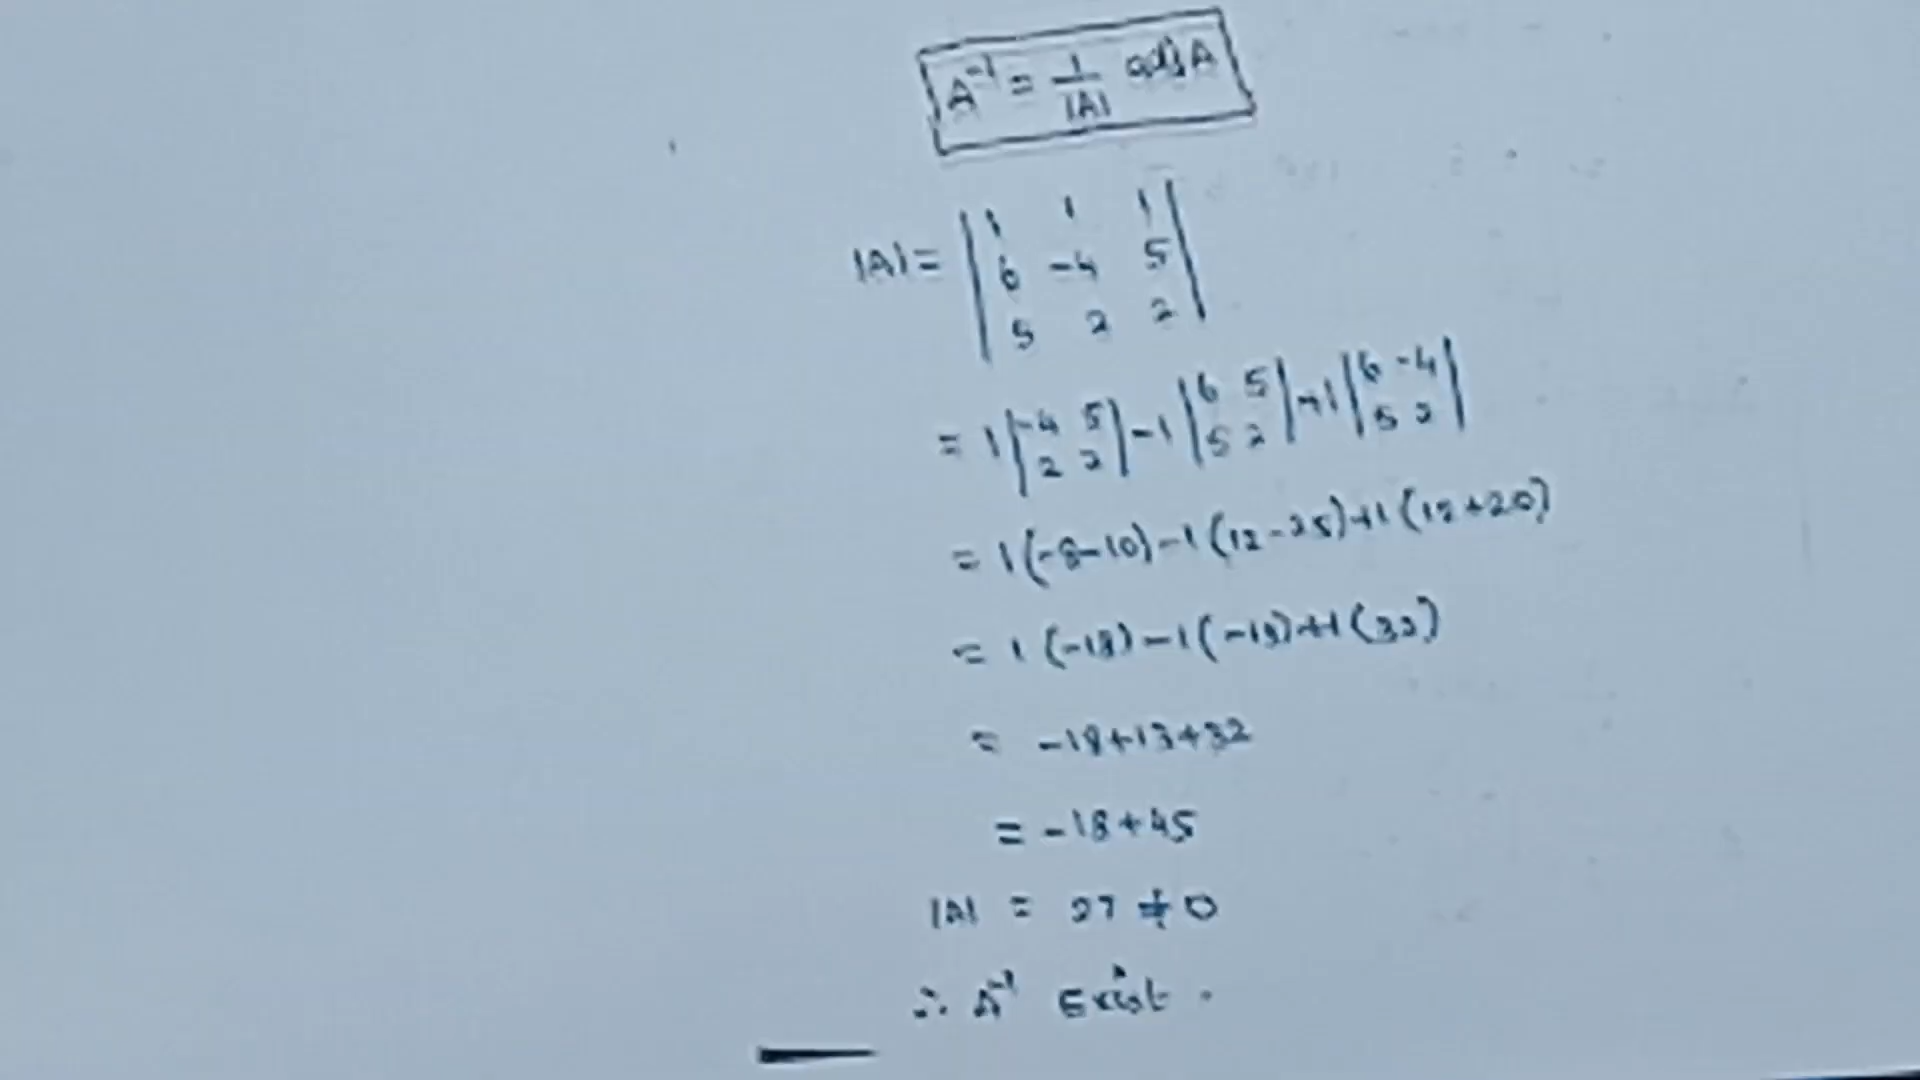 A⁻¹ = 1/|A| adj A
|A| = | 1 1 1 |
| 6 -4 5 |
| 5 2 2 |
= 1 | -4 5 | - 1 | 6 5 | + 1 | 6 -4 |
| 2 2 | | 5 2 | | 5 2 |
= 1(-8-10)-1(12-25)+1(12+20)
= 1(-18)-1(-13)+1(32)
= -18+13+32
= -18+45
|A| = 27 ≠ 0
∴ A⁻¹ Exist.